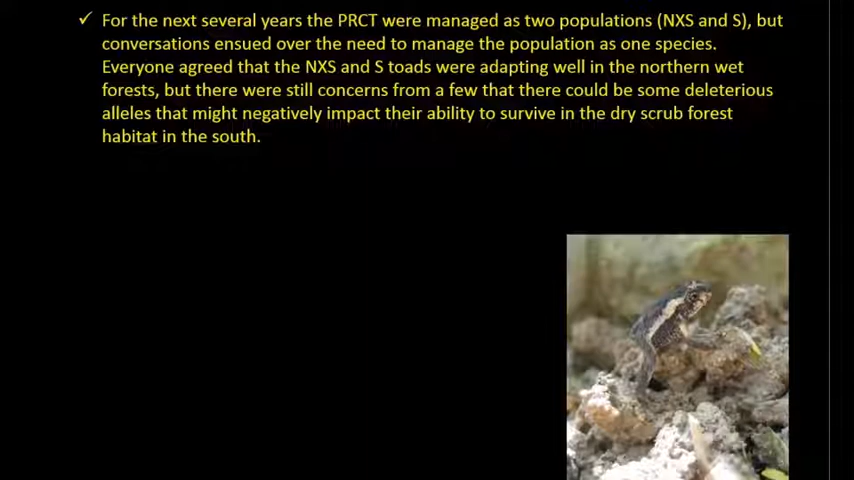 ✓ For the next several years the PRCT were managed as two populations (NXS and S), but
conversations ensued over the need to manage the population as one species.
Everyone agreed that the NXS and S toads were adapting well in the northern wet
forests, but there were still concerns from a few that there could be some deleterious
alleles that might negatively impact their ability to survive in the dry scrub forest
habitat in the south.